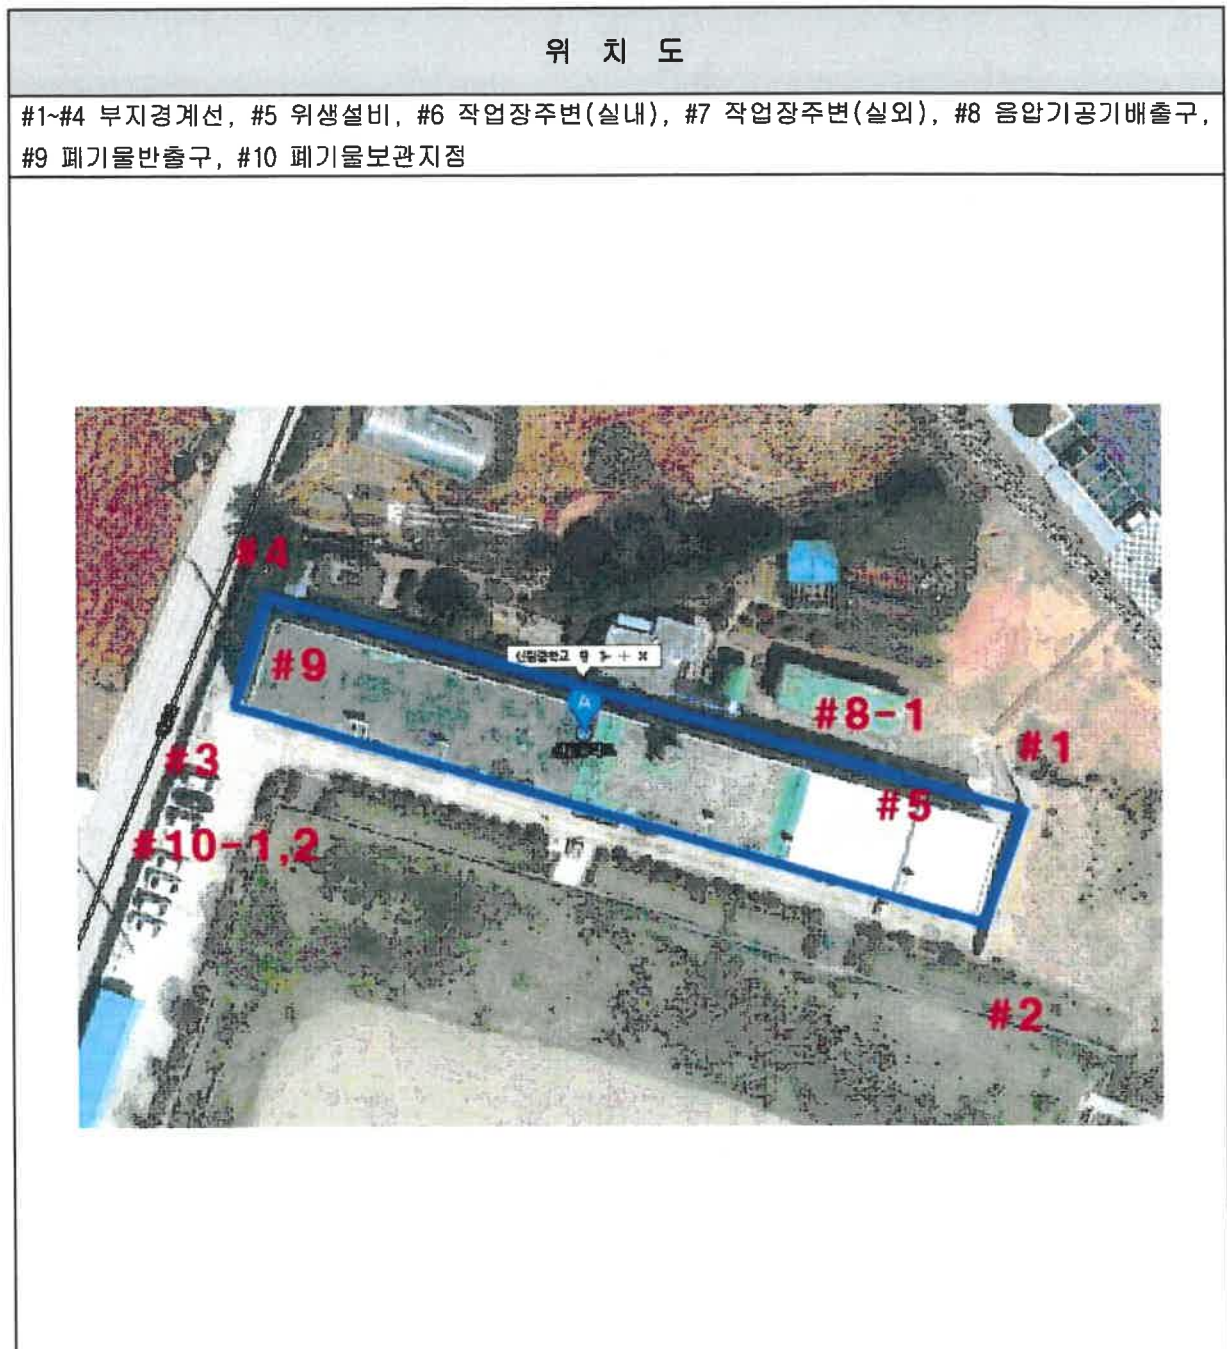 위 치 도
#1~#4 부지경계선, #5 위생설비, #6 작업장주변(실내), #7 작업장주변(실외), #8 음압기공기배출구,
#9 폐기물반출구, #10 폐기물보관지점
#4
#9
A
#8-1
#1
#3
#5
#10-1,2
#2